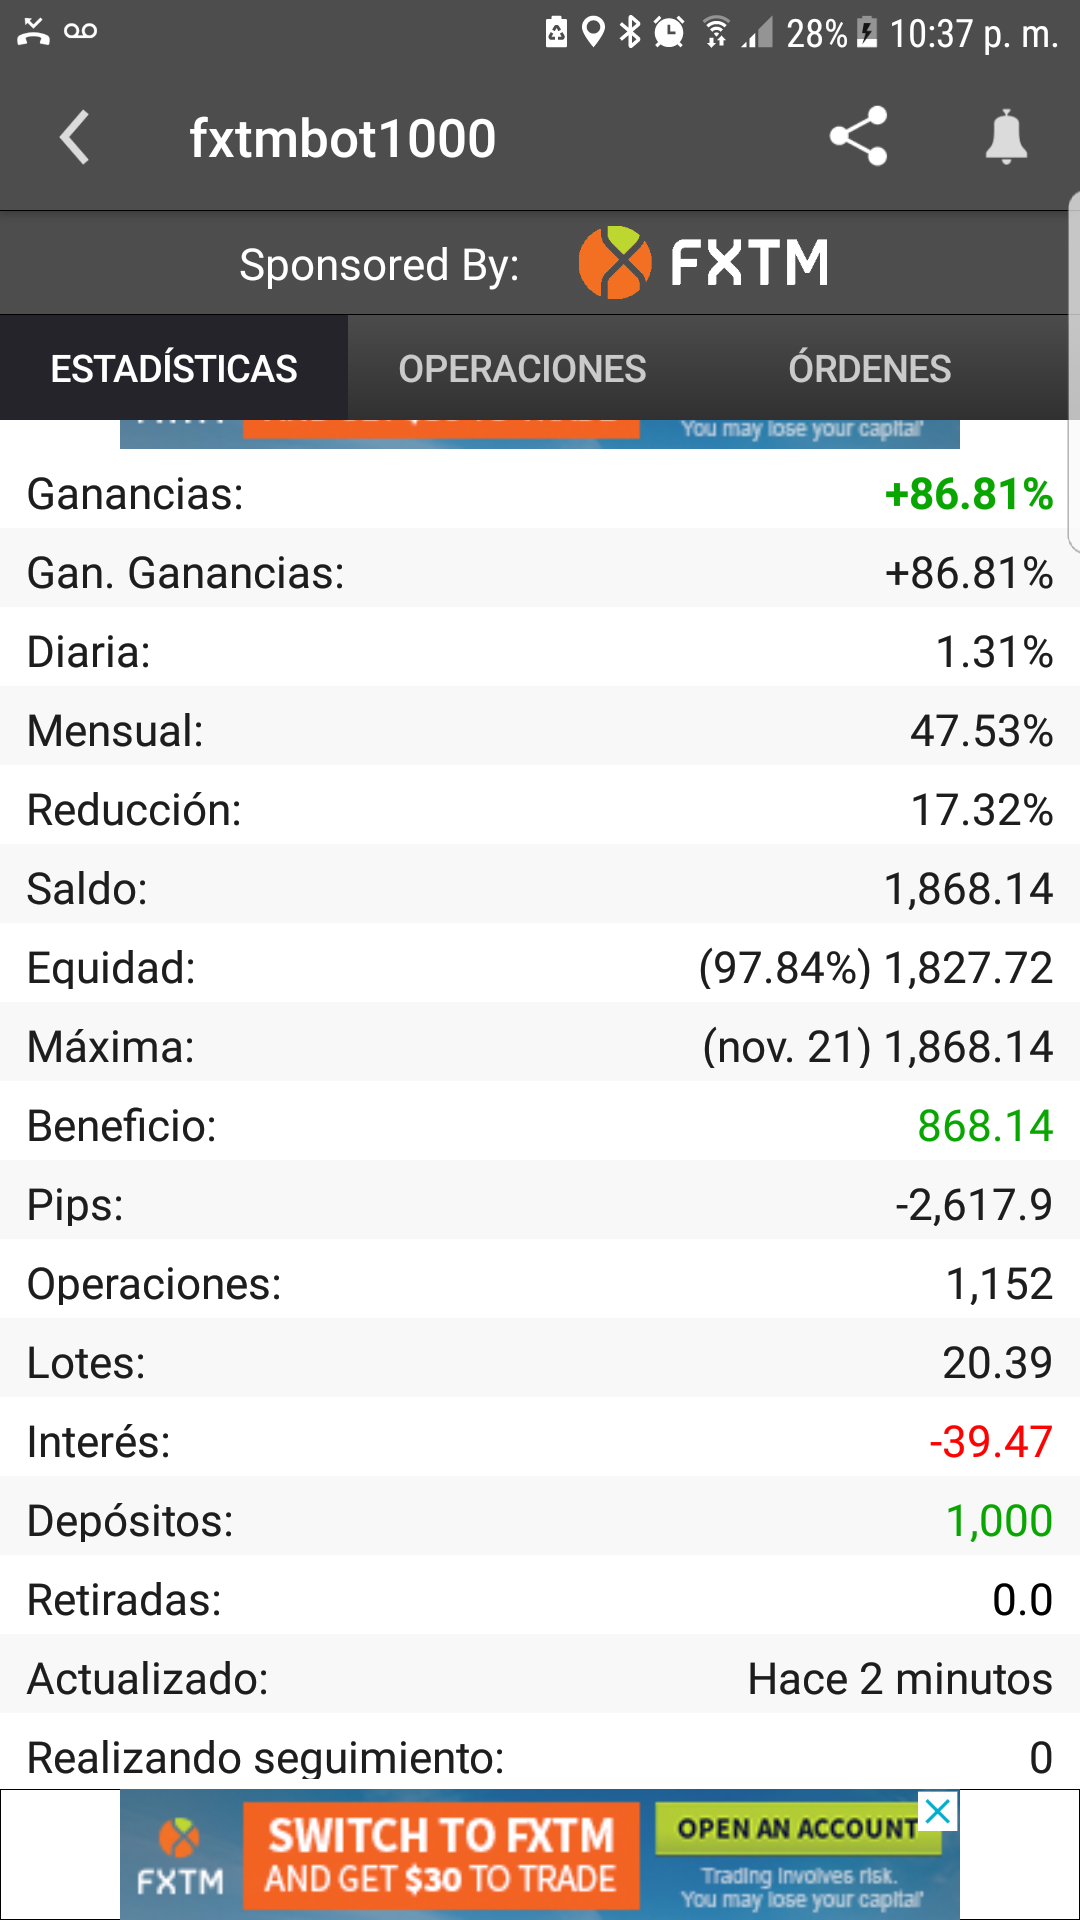 28% 10:37 p. m.
fxtmbot1000
Sponsored By: FXTM
ESTADÍSTICAS OPERACIONES ÓRDENES
You may lose your capital'
Ganancias: +86.81%
Gan. Ganancias: +86.81%
Diaria: 1.31%
Mensual: 47.53%
Reducción: 17.32%
Saldo: 1,868.14
Equidad: (97.84%) 1,827.72
Máxima: (nov. 21) 1,868.14
Beneficio: 868.14
Pips: -2,617.9
Operaciones: 1,152
Lotes: 20.39
Interés: -39.47
Depósitos: 1,000
Retiradas: 0.0
Actualizado: Hace 2 minutos
Realizando seguimiento: 0
FXTM
SWITCH TO FXTM
AND GET $30 TO TRADE
OPEN AN ACCOUNT
Trading involves risk.
You may lose your capital'